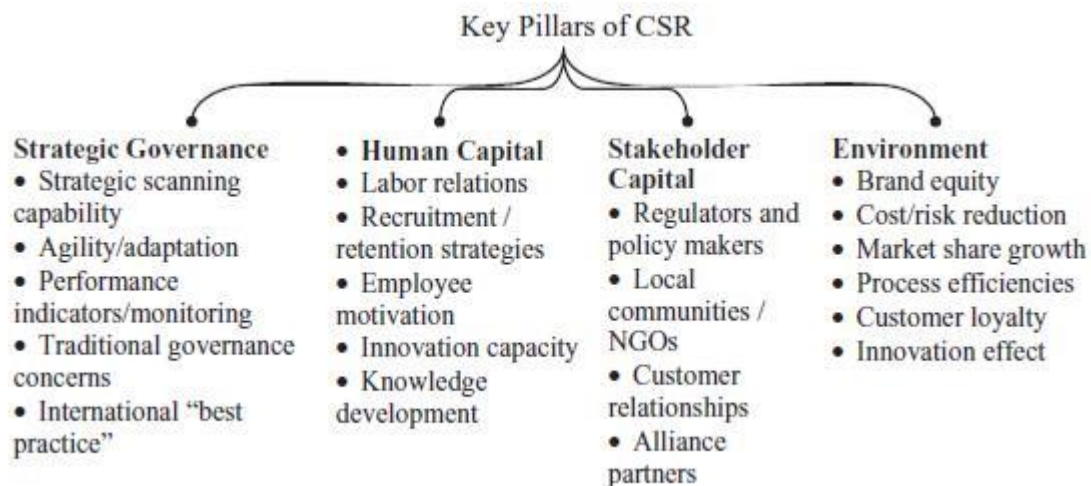 Key Pillars of CSR
Strategic Governance
• Strategic scanning
capability
• Agility/adaptation
• Performance
indicators/monitoring
• Traditional governance
concerns
• International “best
practice”
• Human Capital
• Labor relations
• Recruitment /
retention strategies
• Employee
motivation
• Innovation capacity
• Knowledge
development
Stakeholder
Capital
• Regulators and
policy makers
• Local
communities /
NGOs
• Customer
relationships
• Alliance
partners
Environment
• Brand equity
• Cost/risk reduction
• Market share growth
• Process efficiencies
• Customer loyalty
• Innovation effect